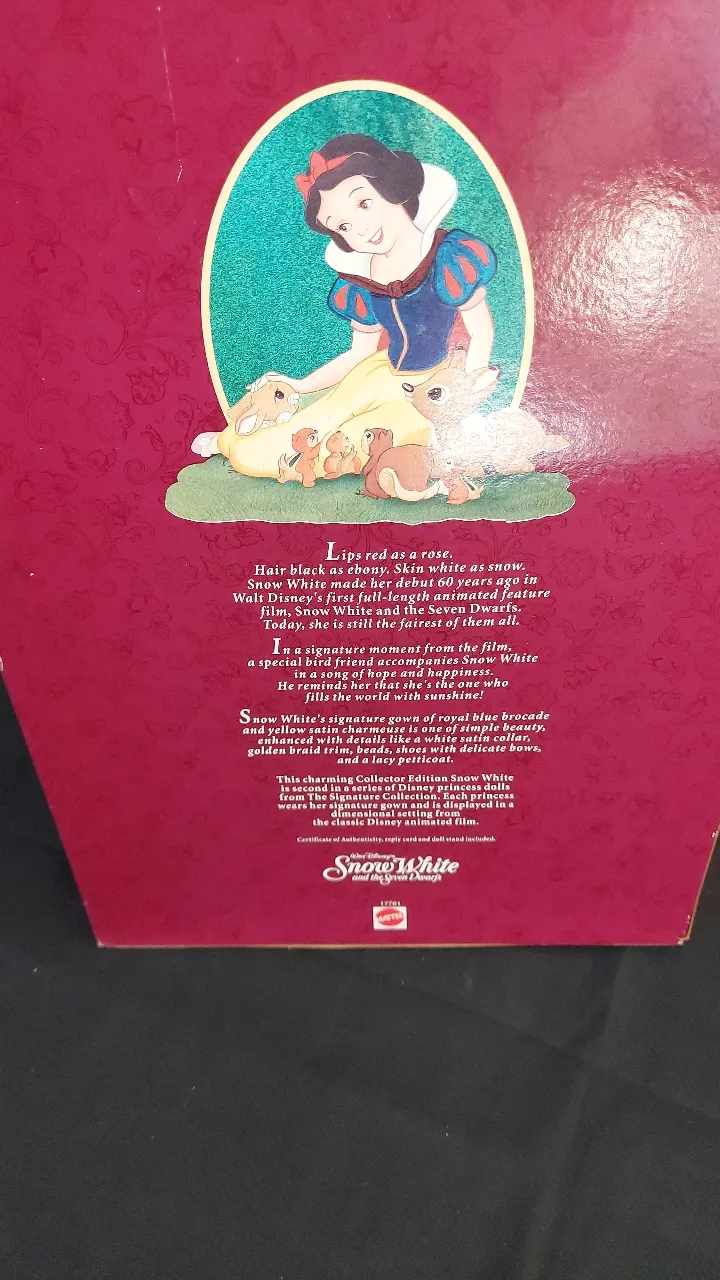 Lips red as a rose.
Hair black as ebony. Skin white as snow.
Snow White made her debut 60 years ago in
Walt Disney's first full-length animated feature
film, Snow White and the Seven Dwarfs.
Today, she is still the fairest of them all.
In a signature moment from the film,
a special bird friend accompanies Snow White
in a song of hope and happiness.
He reminds her that she's the one who
fills the world with sunshine!
Snow White's signature gown of royal blue brocade
and yellow satin charmeuse is one of simple beauty,
enhanced with details like a white satin collar,
golden braid trim, beads, shoes with delicate bows,
and a lacy petticoat.
This charming Collector Edition Snow White
is second in a series of Disney princess dolls
from The Signature Collection. Each princess
wears her signature gown and is displayed in a
dimensional setting from
the classic Disney animated film.
Certificate of Authenticity, reply card and doll stand included.
Walt Disney's
Snow White
and the Seven Dwarfs
17761
MATTEL